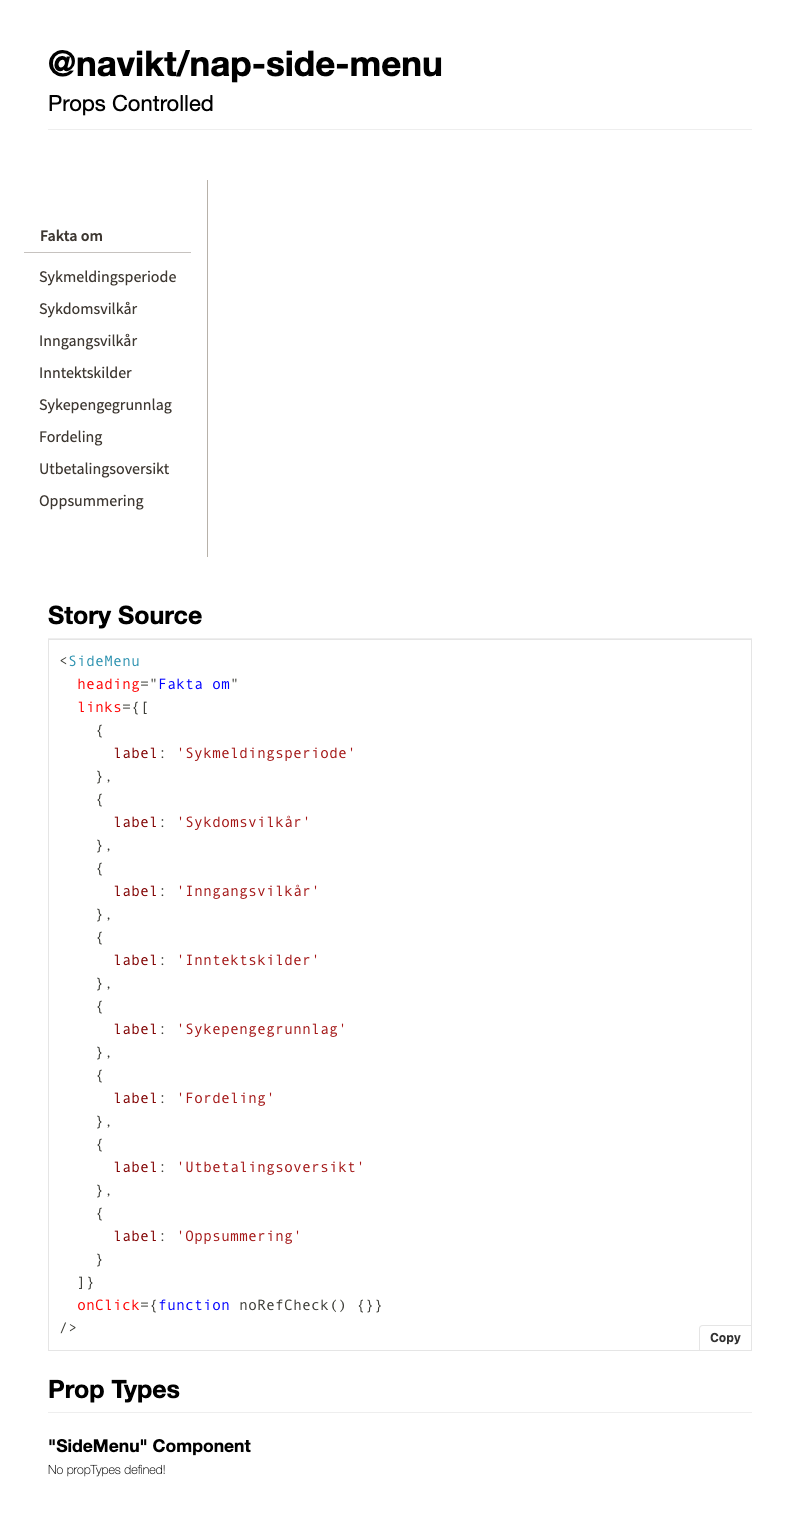 @navikt/nap-side-menu
Props Controlled
Fakta om
Sykmeldingsperiode
Sykdomsvilkår
Inngangsvilkår
Inntektskilder
Sykepengegrunnlag
Fordeling
Utbetalingsoversikt
Oppsummering
Story Source
<SideMenu
  heading="Fakta om"
  links={[
    {
      label: 'Sykmeldingsperiode'
    },
    {
      label: 'Sykdomsvilkår'
    },
    {
      label: 'Inngangsvilkår'
    },
    {
      label: 'Inntektskilder'
    },
    {
      label: 'Sykepengegrunnlag'
    },
    {
      label: 'Fordeling'
    },
    {
      label: 'Utbetalingsoversikt'
    },
    {
      label: 'Oppsummering'
    }
  ]}
  onClick={function noRefCheck() {}}
/>
Copy
Prop Types
"SideMenu" Component
No propTypes defined!